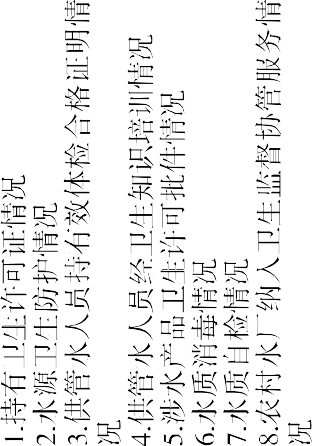 1.持有卫生许可证情况
2.水源卫生防护情况
3.供管水人员持有效体检合格证明情
况
4.供管水人员经卫生知识培训情况
5.涉水产品卫生许可批件情况
6.水质消毒情况
7.水质自检情况
8.农村水厂纳入卫生监督协管服务情
况